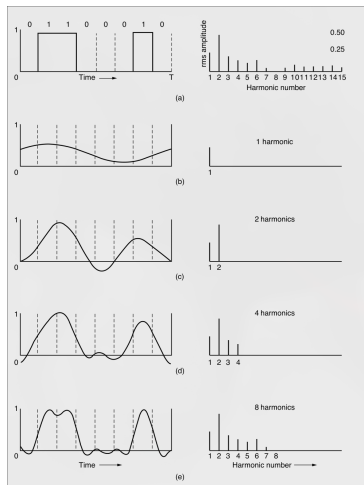 0 1 1 0 0 0 1 0
1
0
Time
T
rms amplitude
0.50
0.25
1 2 3 4 5 6 7 8 9 10 11 12 13 14 15
Harmonic number
(a)
1
0
1 harmonic
1
(b)
1
0
2 harmonics
1 2
(c)
1
0
4 harmonics
1 2 3 4
(d)
1
0
Time
8 harmonics
1 2 3 4 5 6 7 8
Harmonic number
(e)